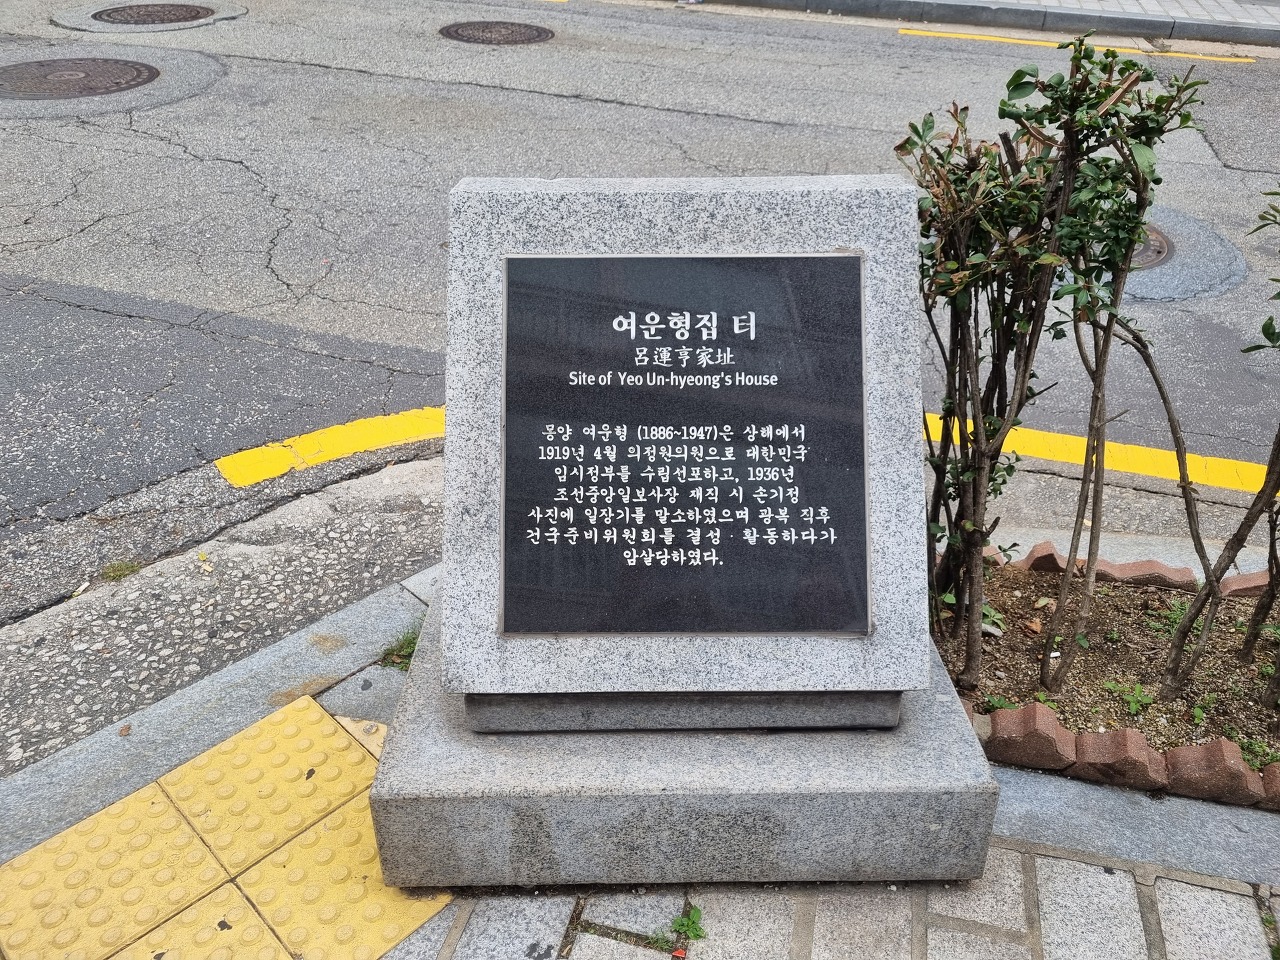 여운형집 터
呂運亨家址
Site of Yeo Un-hyeong's House
몽양 여운형 (1886~1947)은 상해에서
1919년 4월 의정원의원으로 대한민국
임시정부를 수립선포하고, 1936년
조선중앙일보사장 재직 시 손기정
사진에 일장기를 말소하였으며 광복 직후
건국준비위원회를 결성 · 활동하다가
암살당하였다.